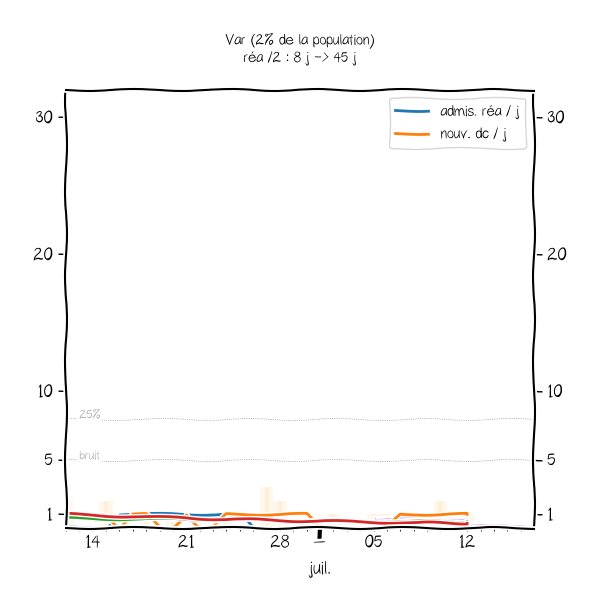 Var (2% de la population)
réa /2 : 8 j -> 45 j
admis. réa / j
nouv. dc / j
30
30
20
20
10
10
25%
bruit
5
5
1
1
14
21
28
1
05
12
juil.